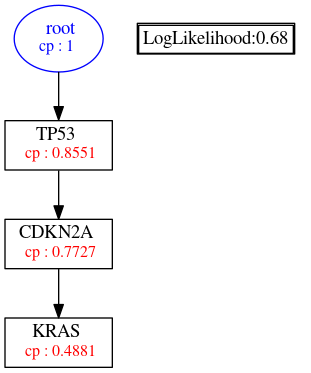 root
cp : 1
LogLikelihood:0.68
TP53
cp : 0.8551
CDKN2A
cp : 0.7727
KRAS
cp : 0.4881